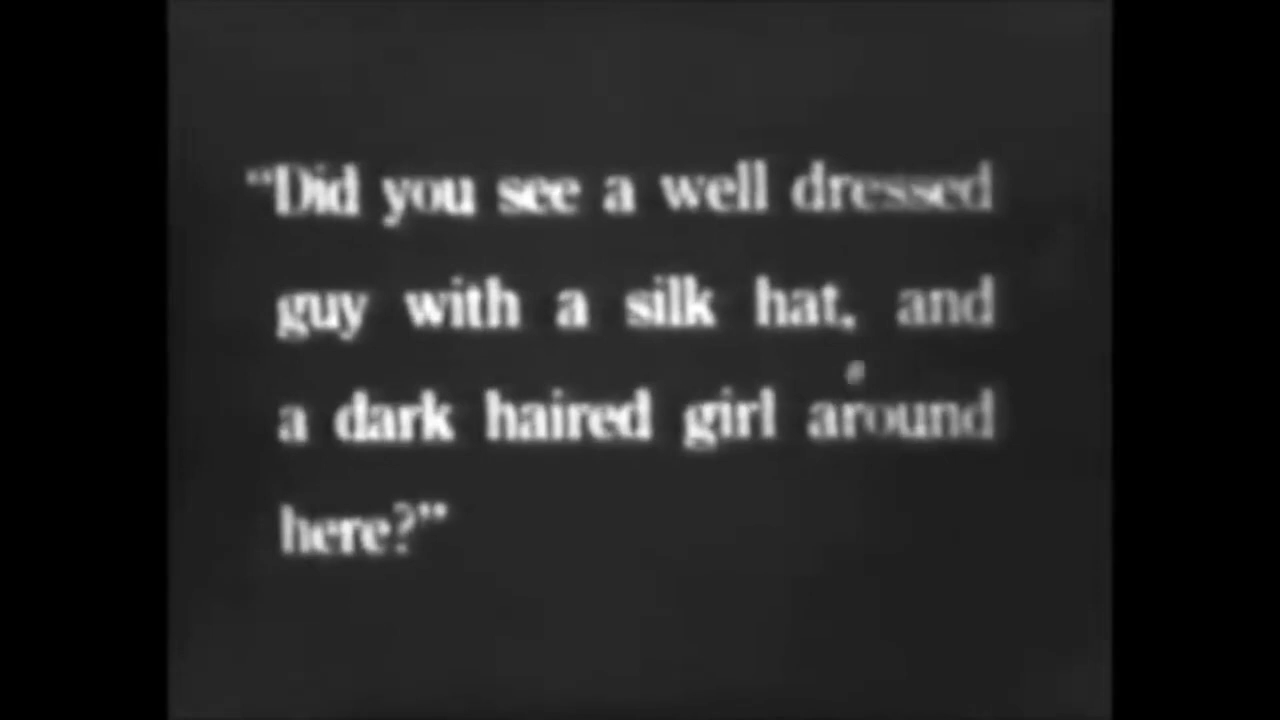 “Did you see a well dressed
guy with a silk hat, and
a dark haired girl around
here?”